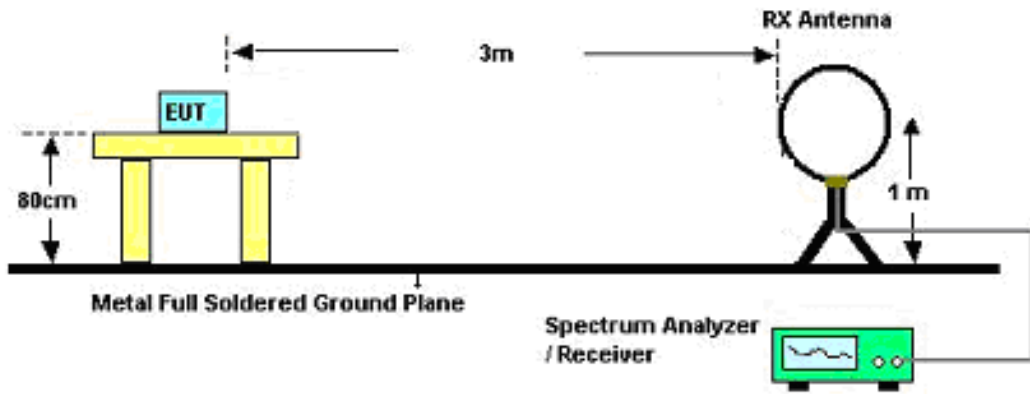 RX Antenna
3m
EUT
80cm
1 m
Metal Full Soldered Ground Plane
Spectrum Analyzer
/ Receiver